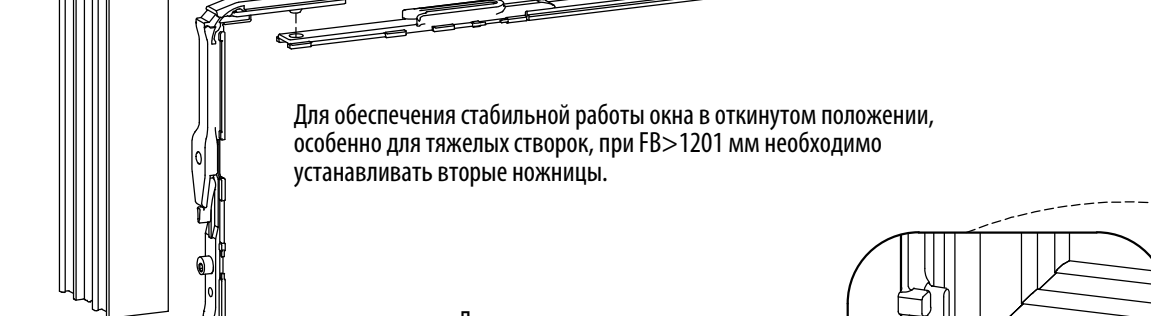 Для обеспечения стабильной работы окна в откинутом положении,
особенно для тяжелых створок, при FB>1201 мм необходимо
устанавливать вторые ножницы.